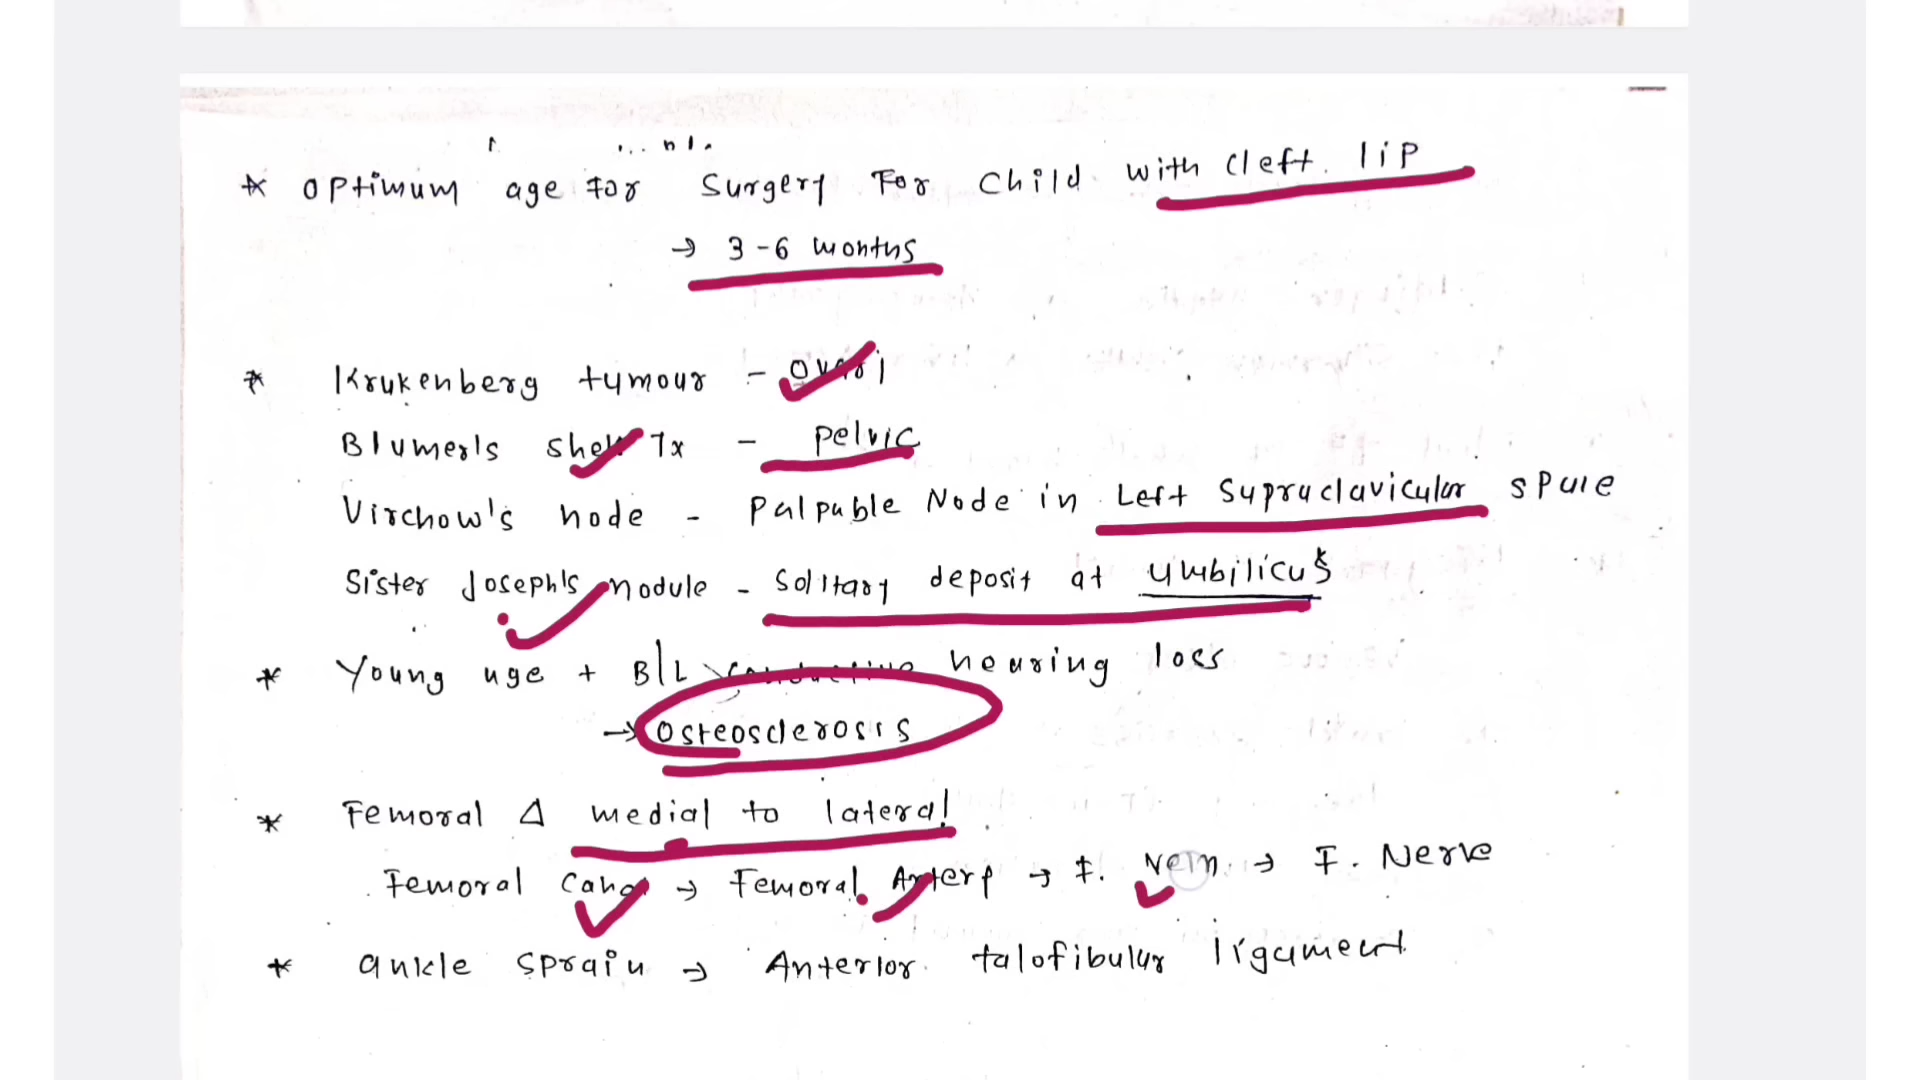 * Optimum age for surgery for child with cleft lip
→ 3-6 months
* Krukenberg tumour - ovary
Blumer's shelf Tx - pelvic
Virchow's node - Palpable Node in Left supraclavicular space
Sister Joseph's nodule - Solitary deposit at umbilicus
* Young age + B/L conductive hearing loss
→ osteosclerosis
* Femoral Δ medial to lateral
Femoral canal → Femoral Artery → F. Vein → F. Nerve
* ankle sprain → Anterior talofibular ligament